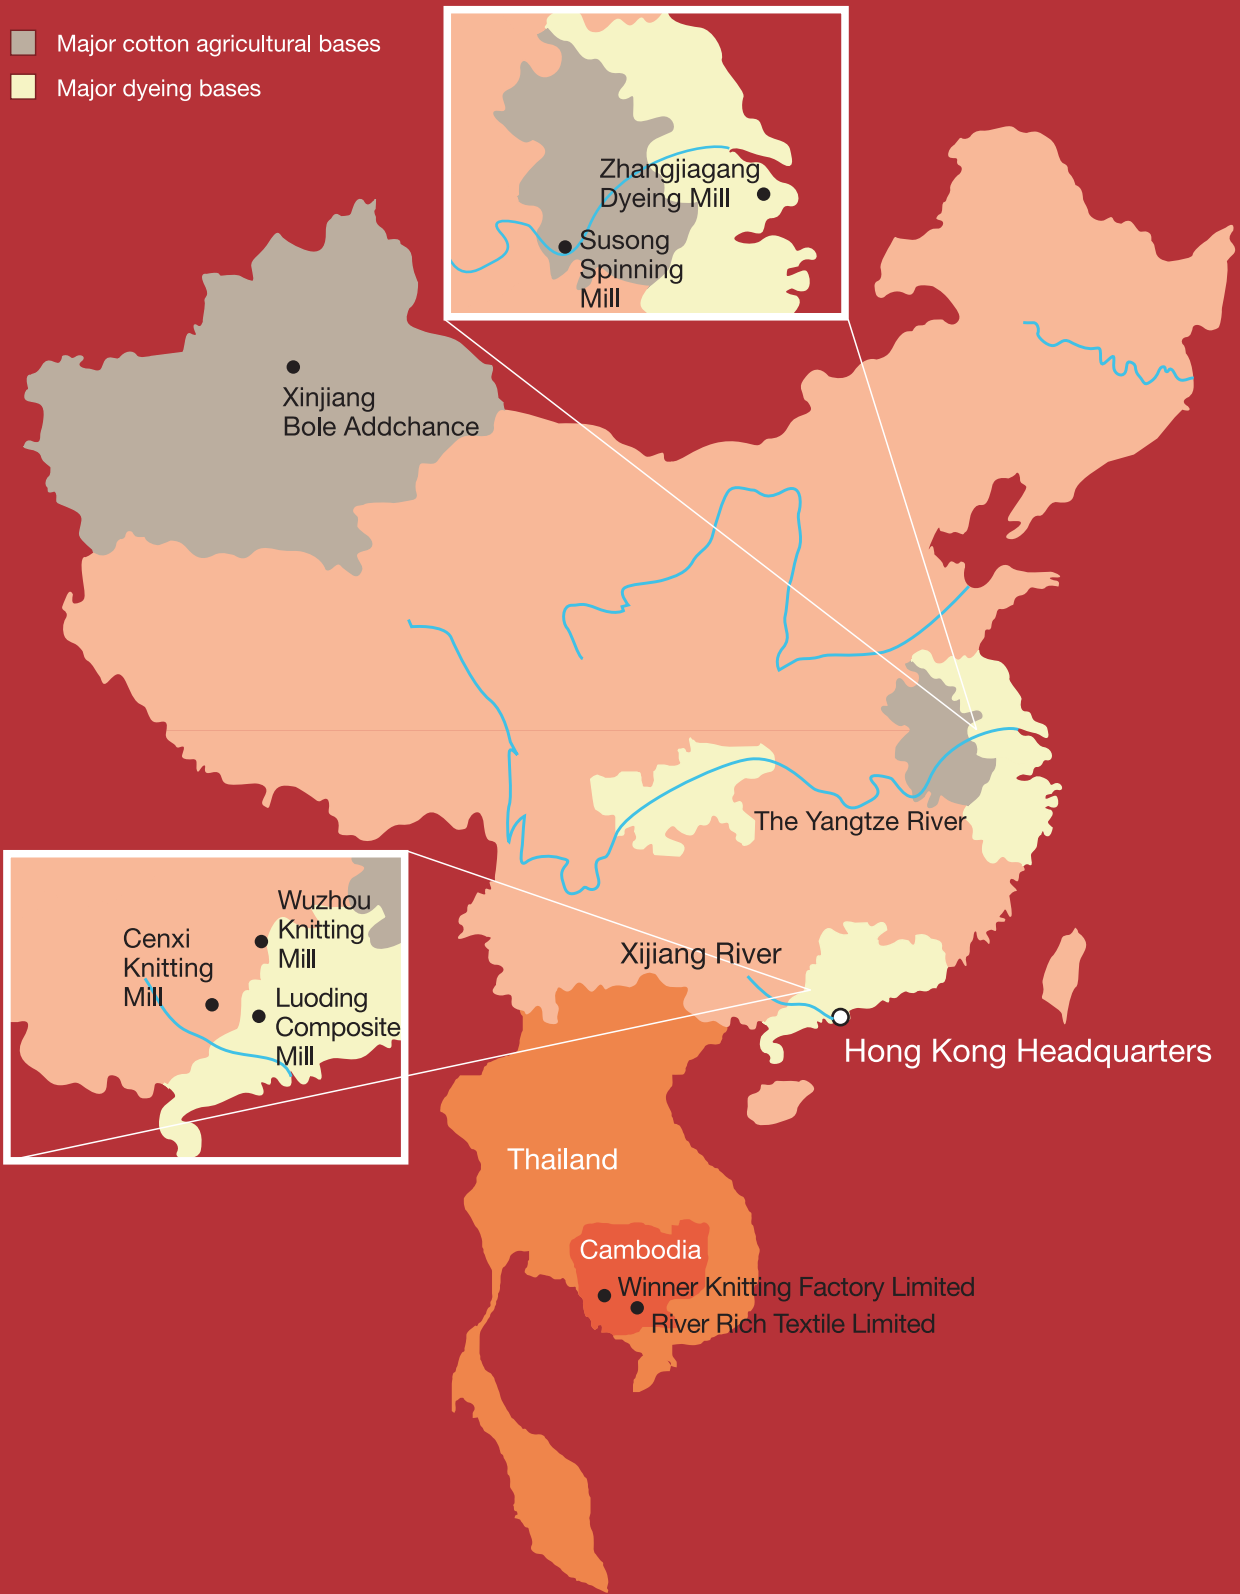 Major cotton agricultural bases
Major dyeing bases
Zhangjiagang
Dyeing Mill
Susong
Spinning
Mill
Xinjiang
Bole Addchance
The Yangtze River
Wuzhou
Knitting
Mill
Cenxi
Knitting
Mill
Luoding
Composite
Mill
Xijiang River
Hong Kong Headquarters
Thailand
Cambodia
Winner Knitting Factory Limited
River Rich Textile Limited